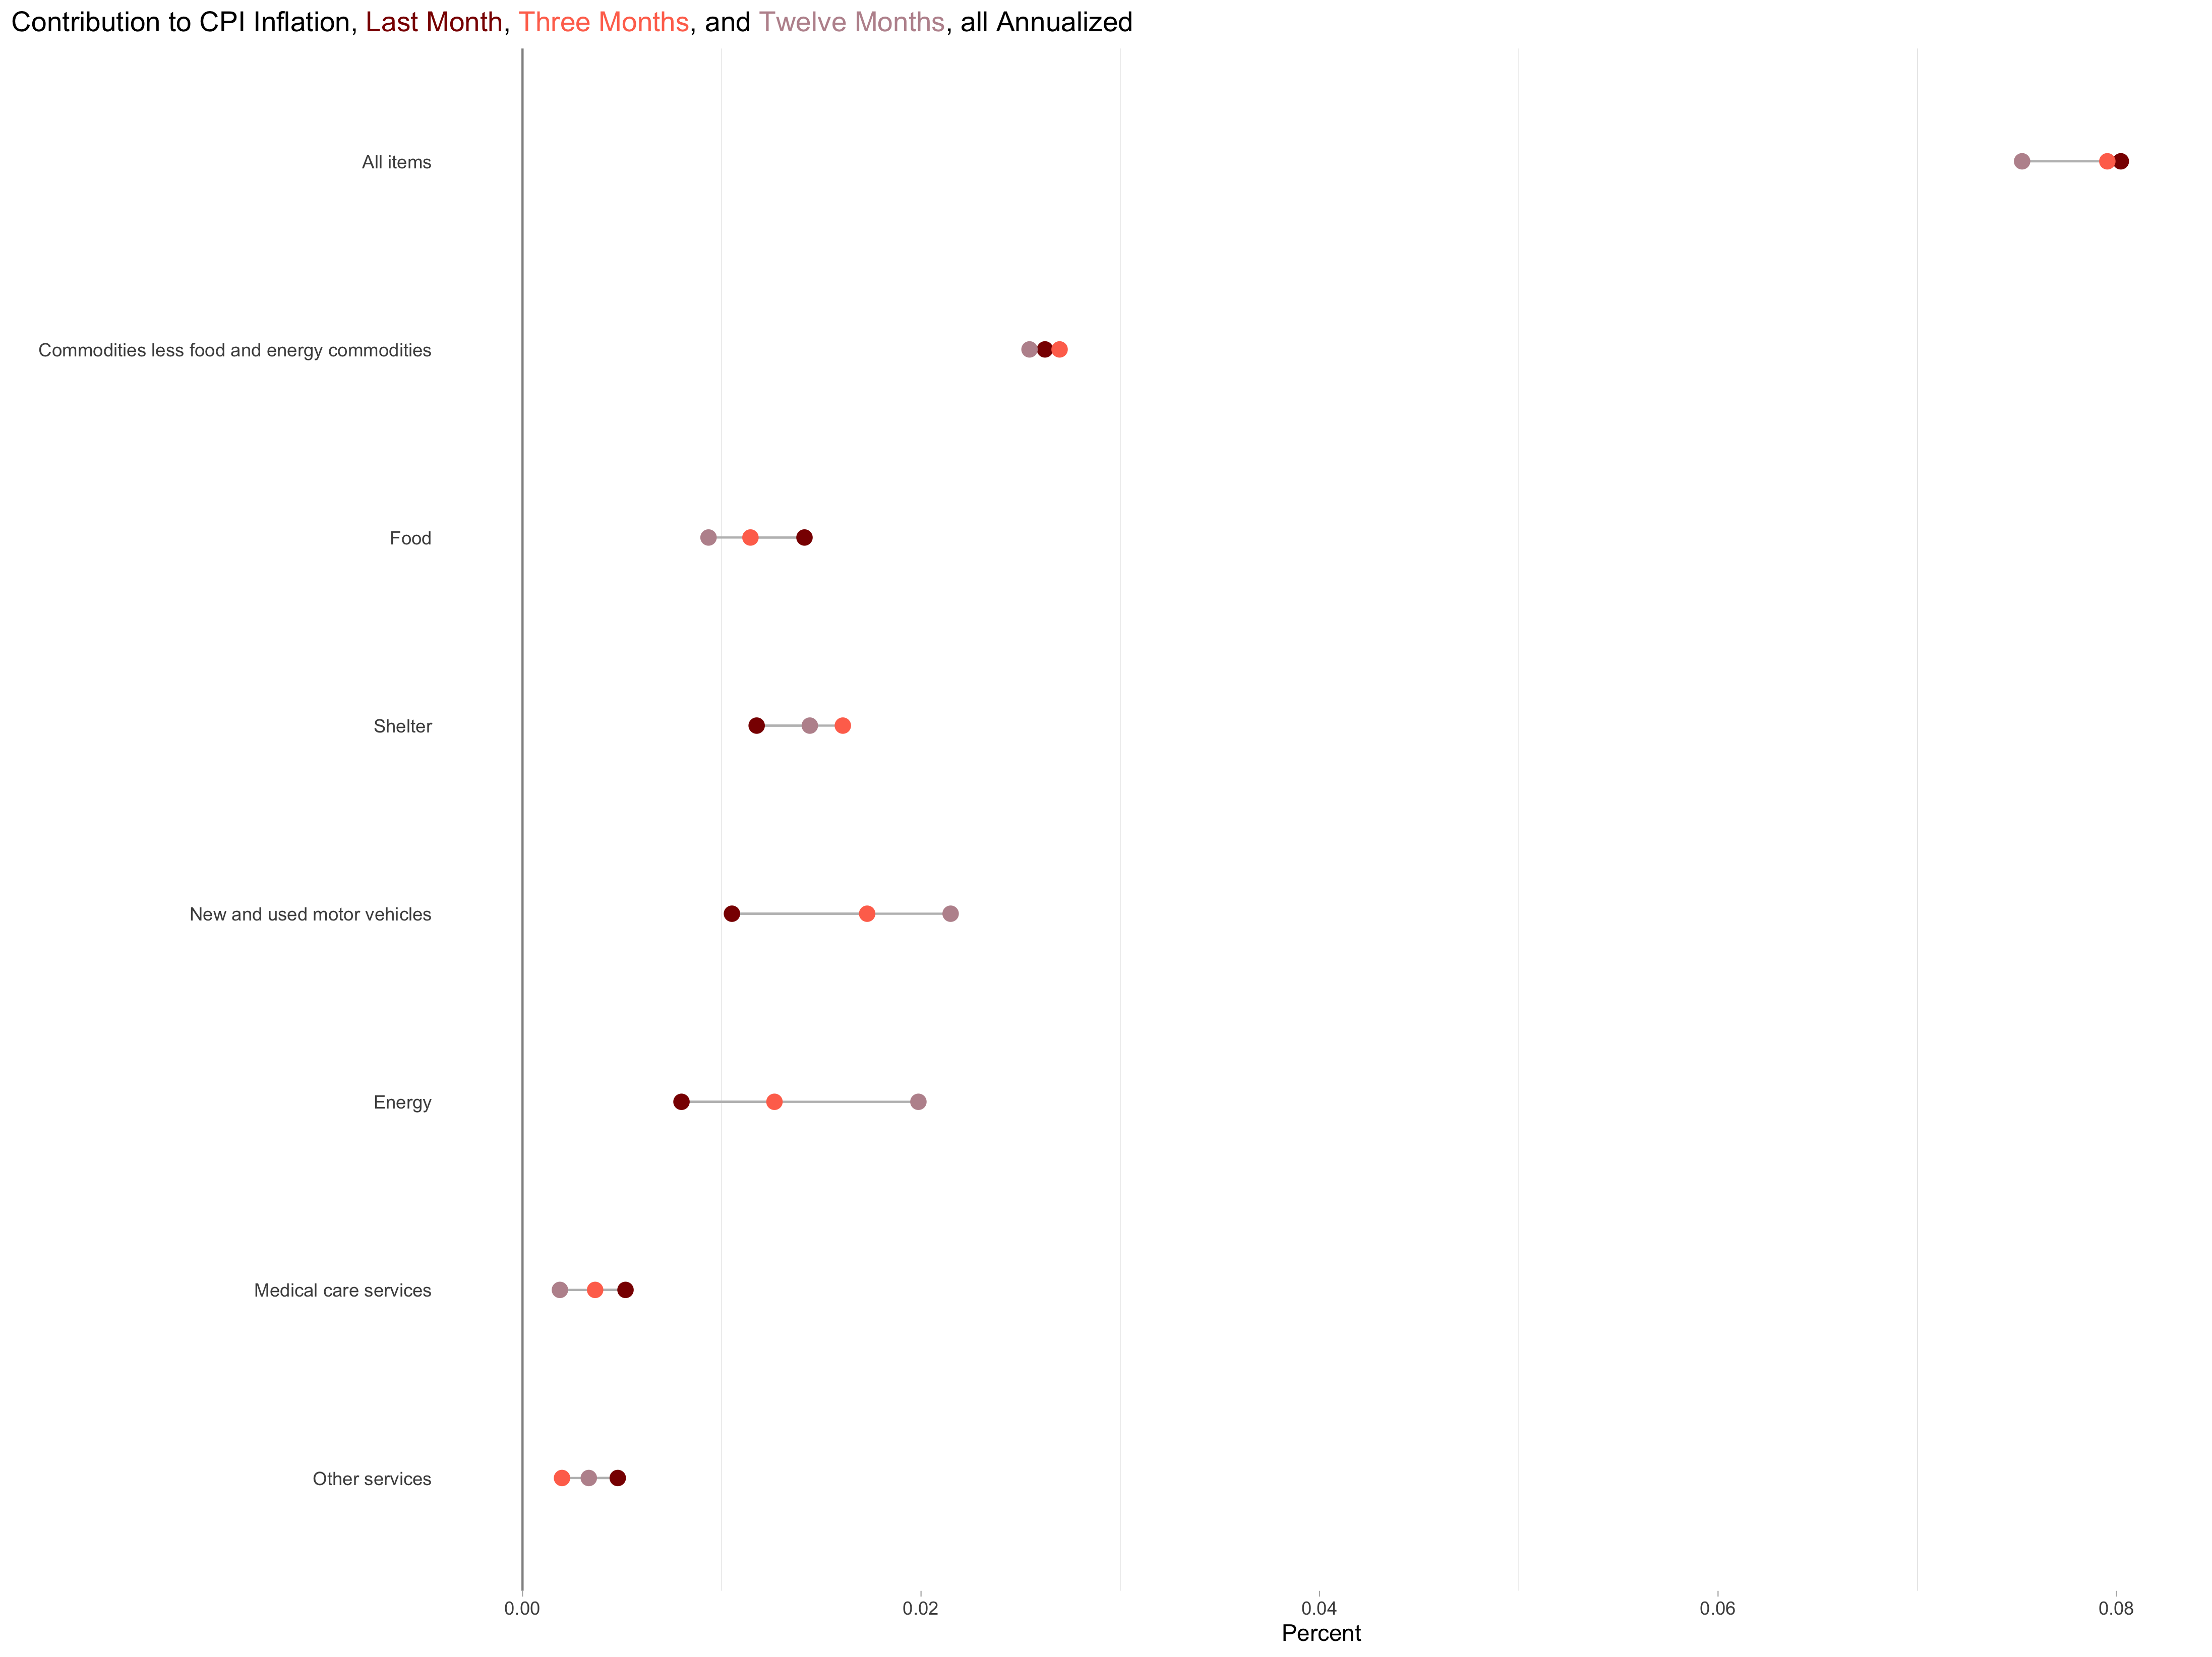 Contribution to CPI Inflation, Last Month, Three Months, and Twelve Months, all Annualized
All items
Commodities less food and energy commodities
Food
Shelter
New and used motor vehicles
Energy
Medical care services
Other services
0.00 0.02 0.04 0.06 0.08
Percent